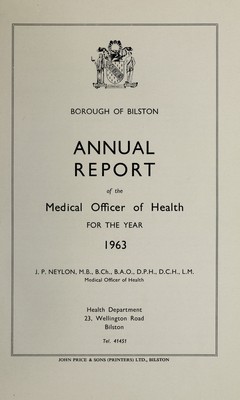 BOROUGH OF BILSTON
ANNUAL
REPORT
of the
Medical Officer of Health
FOR THE YEAR
1963
J. P. NEYLON, M.B., B.Ch., B.A.O., D.P.H., D.C.H., L.M.
Medical Officer of Health
Health Department
23, Wellington Road
Bilston
Tel. 41451
JOHN PRICE & SONS (PRINTERS) LTD., BILSTON